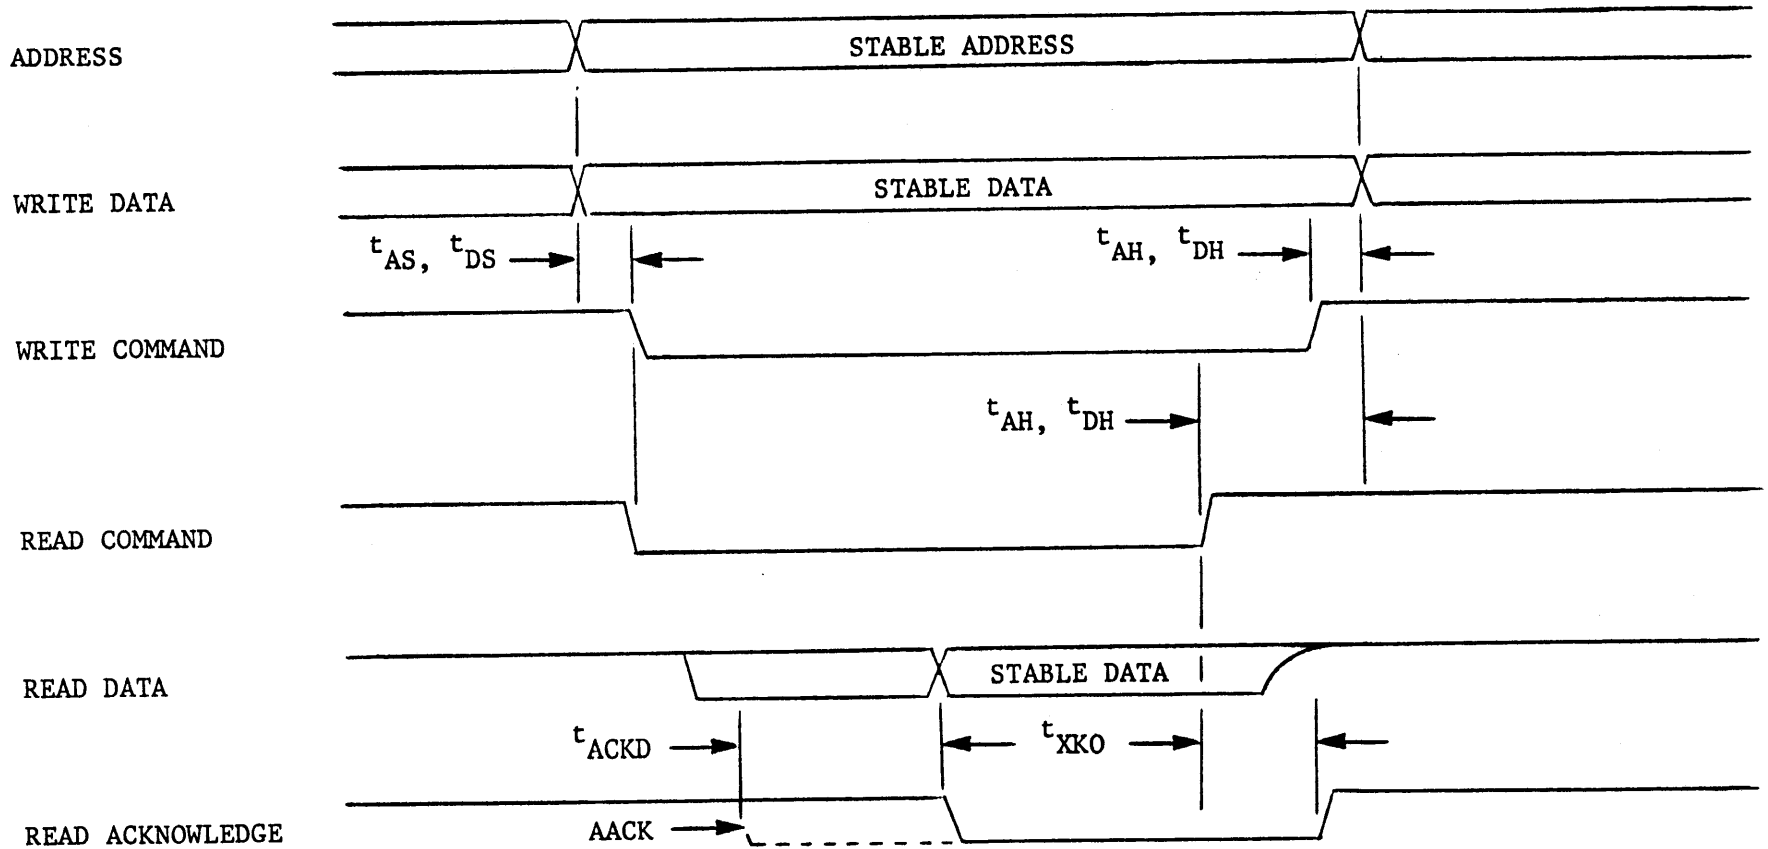 ADDRESS STABLE ADDRESS
WRITE DATA STABLE DATA
tAS, tDS tAH, tDH
WRITE COMMAND
tAH, tDH
READ COMMAND
READ DATA STABLE DATA
tACKD tXKO
READ ACKNOWLEDGE AACK